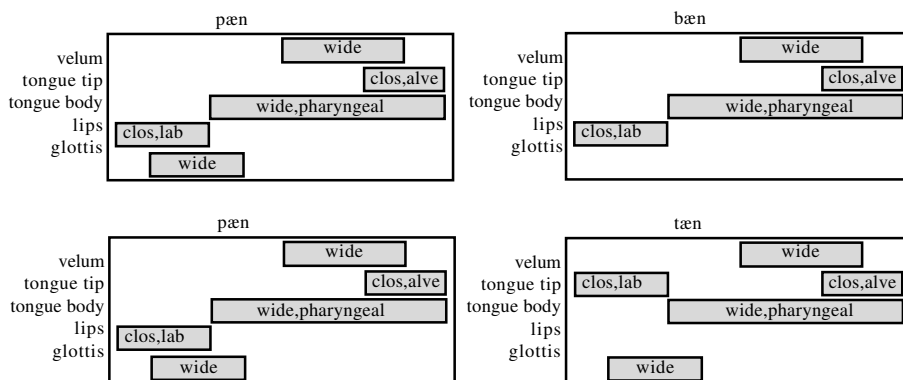 pæn
velum wide
tongue tip clos,alve
tongue body wide,pharyngeal
lips clos,lab
glottis wide
bæn
velum wide
tongue tip clos,alve
tongue body wide,pharyngeal
lips clos,lab
glottis
pæn
velum wide
tongue tip clos,alve
tongue body wide,pharyngeal
lips clos,lab
glottis wide
tæn
velum wide
tongue tip clos,lab clos,alve
tongue body wide,pharyngeal
lips
glottis wide